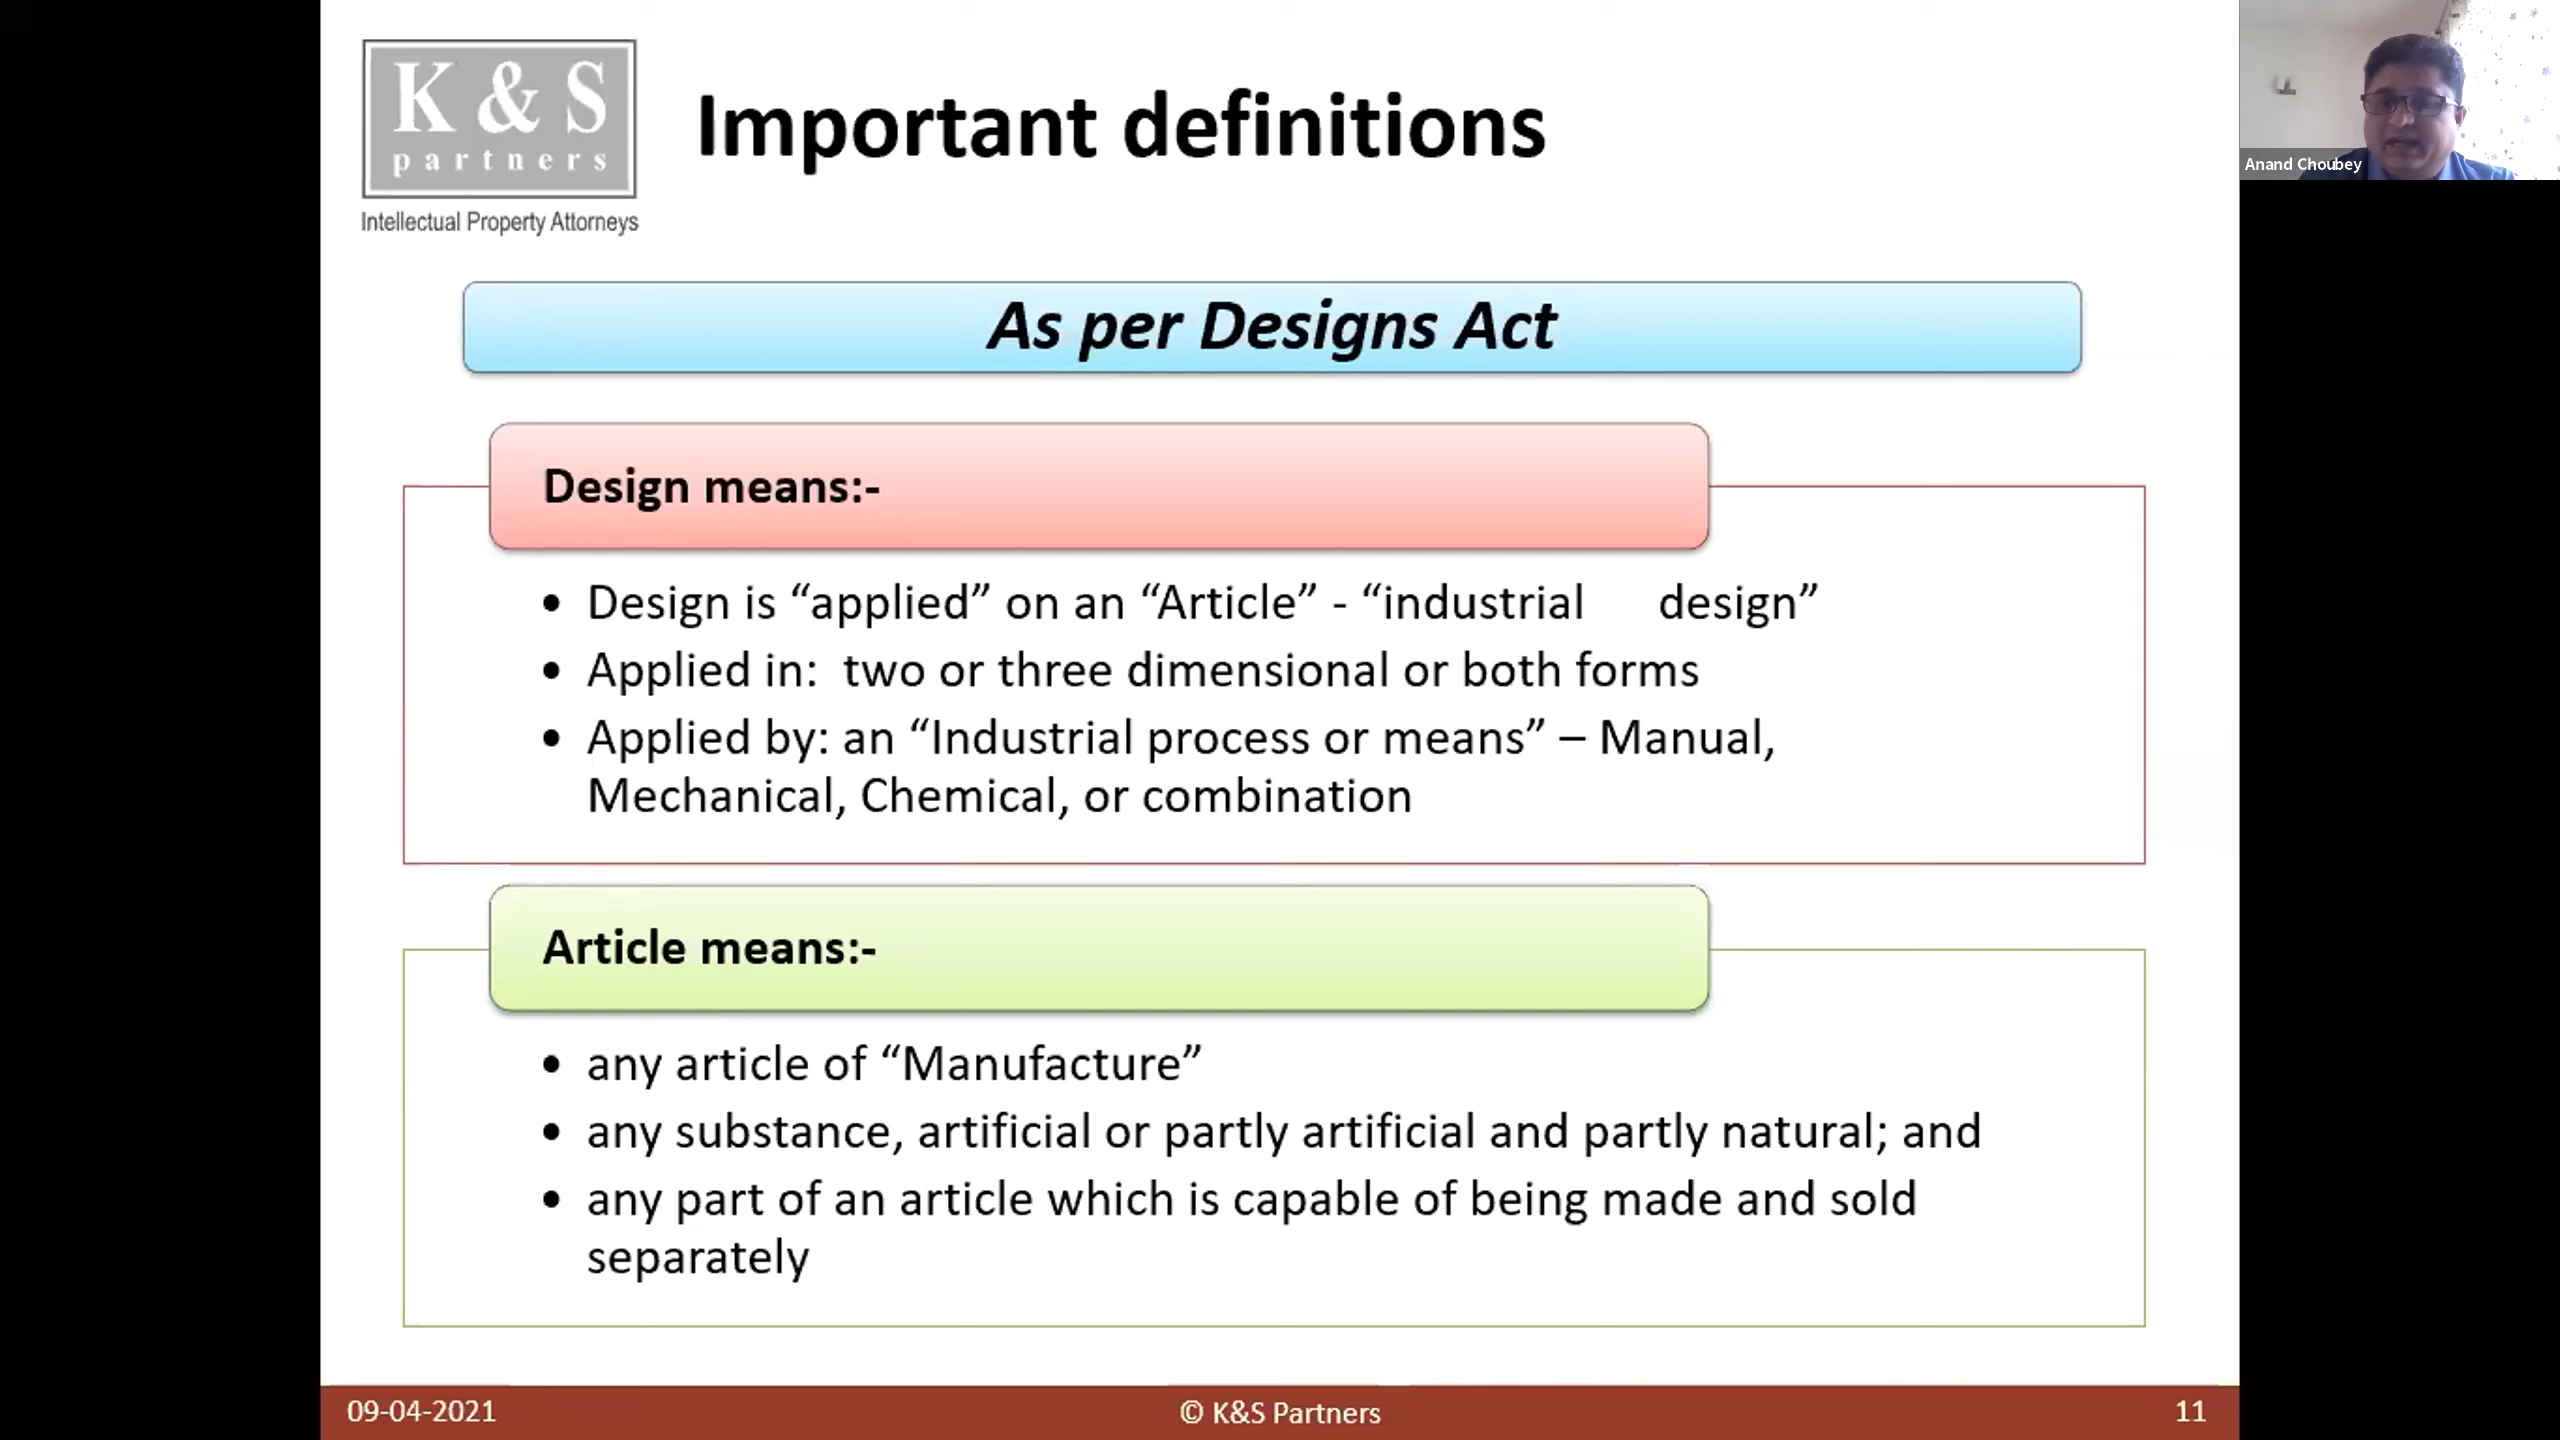 K & S
partners
Intellectual Property Attorneys
Important definitions
Anand Choubey
As per Designs Act
Design means:-
• Design is “applied” on an “Article” - “industrial design”
• Applied in: two or three dimensional or both forms
• Applied by: an “Industrial process or means” – Manual,
Mechanical, Chemical, or combination
Article means:-
• any article of “Manufacture”
• any substance, artificial or partly artificial and partly natural; and
• any part of an article which is capable of being made and sold
separately
09-04-2021
© K&S Partners
11